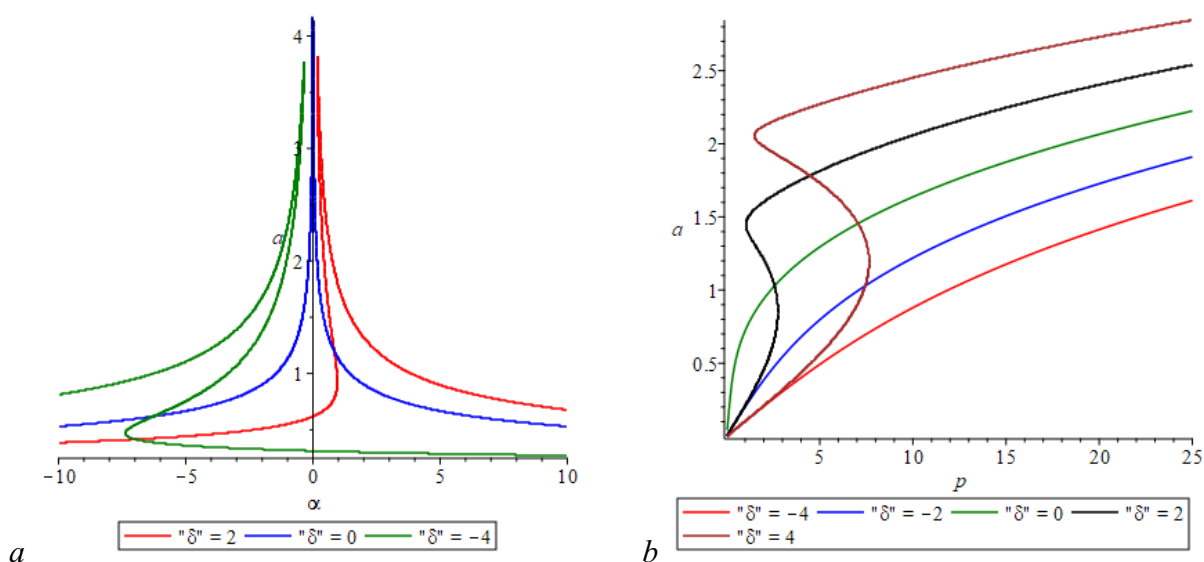 4
3
a
2
1
−10 −5 0 5 10
α
"δ" = 2 "δ" = 0 "δ" = −4
a
2.5
2
1.5
a
1
0.5
5 10 15 20 25
p
"δ" = −4 "δ" = −2 "δ" = 0 "δ" = 2
"δ" = 4
b